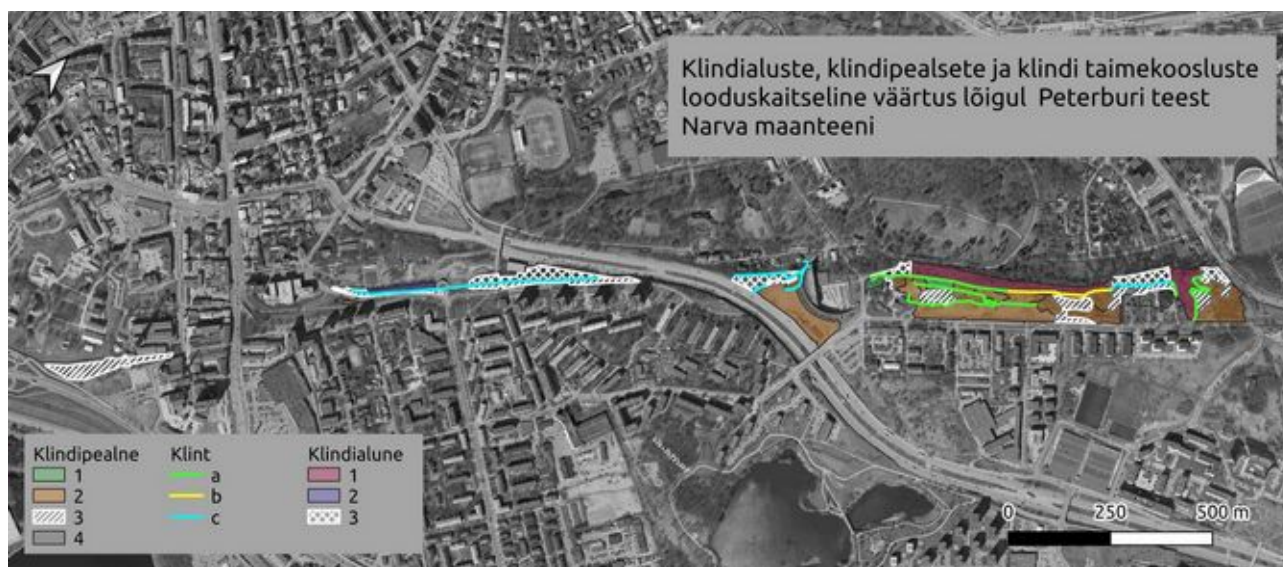 Klindialuste, klindipealsete ja klindi taimekoosluste
looduskaitseline väärtus lõigul Peterburi teest
Narva maanteeni
Klindipealne
1
2
3
4
Klint
a
b
c
Klindialune
1
2
3
0 250 500 m